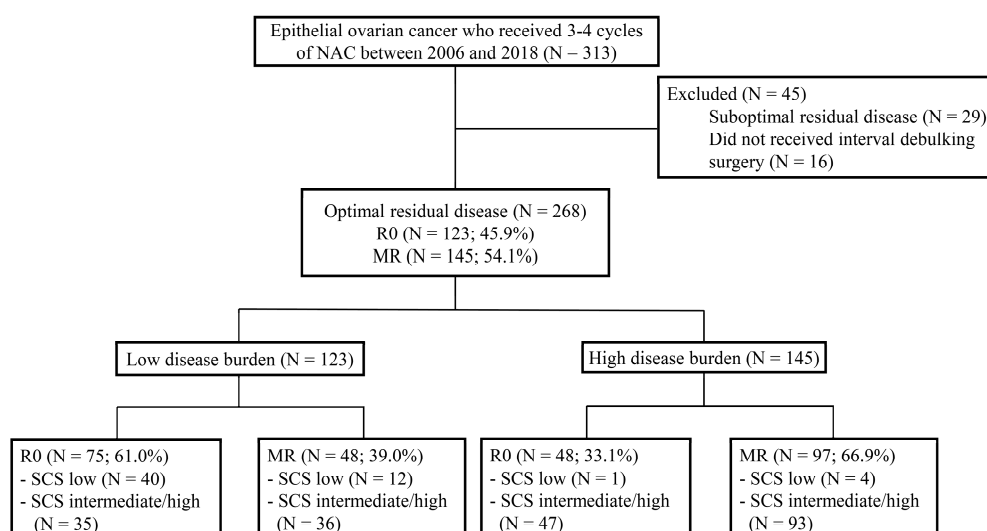 Epithelial ovarian cancer who received 3-4 cycles
of NAC between 2006 and 2018 (N – 313)
Excluded (N = 45)
Suboptimal residual disease (N = 29)
Did not received interval debulking
surgery (N = 16)
Optimal residual disease (N = 268)
R0 (N = 123; 45.9%)
MR (N = 145; 54.1%)
Low disease burden (N = 123)
High disease burden (N = 145)
R0 (N = 75; 61.0%)
- SCS low (N = 40)
- SCS intermediate/high
(N = 35)
MR (N = 48; 39.0%)
- SCS low (N = 12)
- SCS intermediate/high
(N = 36)
R0 (N = 48; 33.1%)
- SCS low (N = 1)
- SCS intermediate/high
(N = 47)
MR (N = 97; 66.9%)
- SCS low (N = 4)
- SCS intermediate/high
(N = 93)